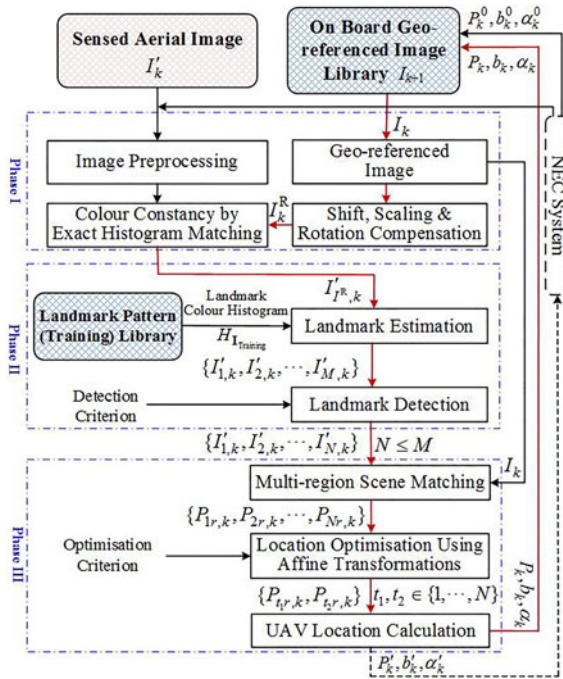 Sensed Aerial Image
I′_k
On Board Geo-
referenced Image
Library I_{k+1}
P_k^0, b_k^0, α_k^0
P_k, b_k, α_k
NEC System
Phase I
I_k
Image Preprocessing
Geo-referenced
Image
Colour Constancy by
Exact Histogram Matching
I_k^R
Shift, Scaling &
Rotation Compensation
Phase II
I′_{I^R,k}
Landmark Pattern
(Training) Library
Landmark
Colour Histogram
H_{I_Training}
Landmark Estimation
{I′_{1,k}, I′_{2,k}, ⋯, I′_{M,k}}
Detection
Criterion
Landmark Detection
{I′_{1,k}, I′_{2,k}, ⋯, I′_{N,k}} N ≤ M
I_k
Phase III
Multi-region Scene Matching
{P_{1r,k}, P_{2r,k}, ⋯, P_{Nr,k}}
Optimisation
Criterion
Location Optimisation Using
Affine Transformations
{P_{t_1r,k}, P_{t_2r,k}} t_1, t_2 ∈ {1, ⋯, N}
P_k, b_k, α_k
UAV Location Calculation
P′_k, b′_k, α′_k